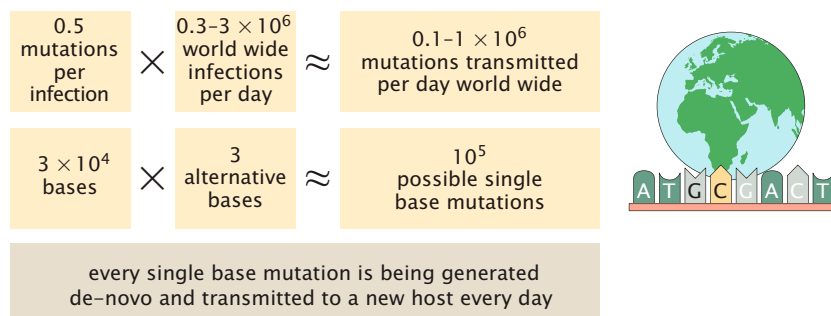 0.5
mutations
per
infection
×
0.3–3 × 10⁶
world wide
infections
per day
≈
0.1–1 × 10⁶
mutations transmitted
per day world wide
3 × 10⁴
bases
×
3
alternative
bases
≈
10⁵
possible single
base mutations
A T G C G A C T
every single base mutation is being generated
de–novo and transmitted to a new host every day